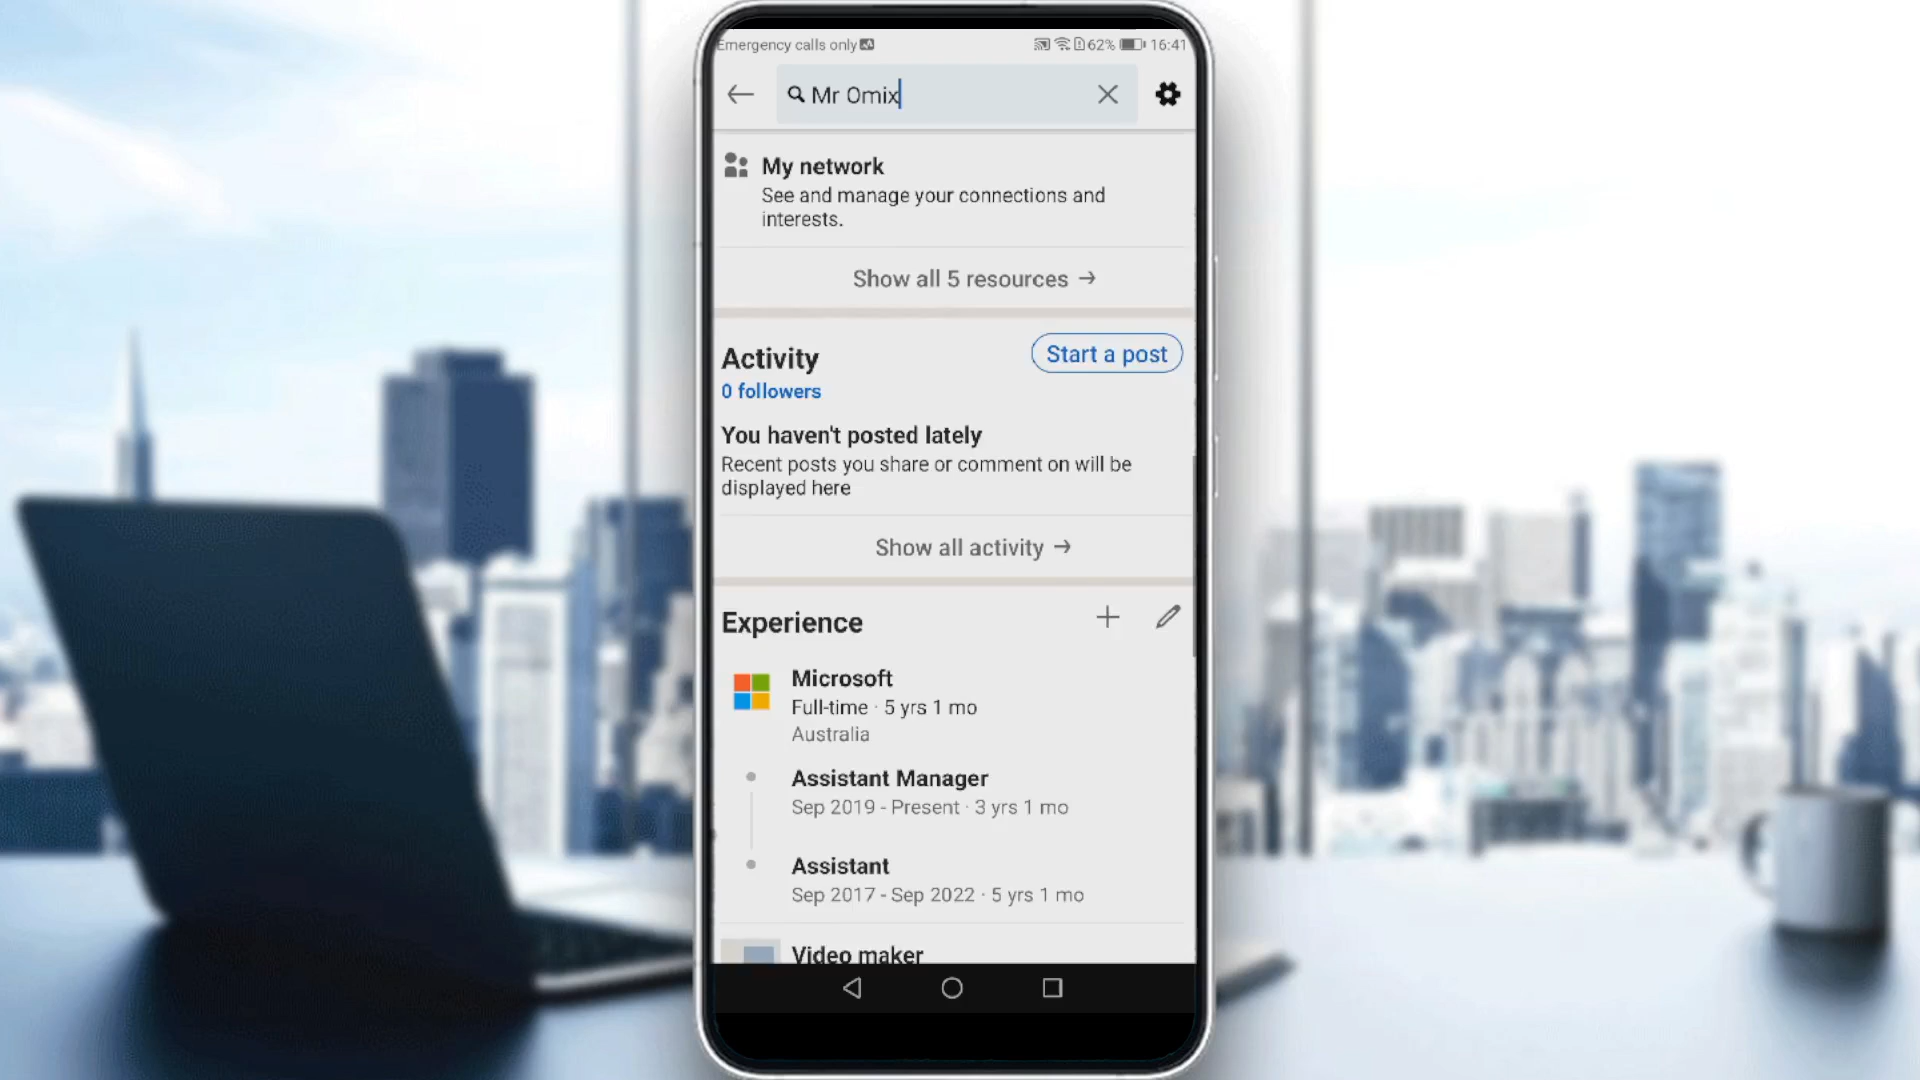 Emergency calls only
62% 16:41
Mr Omix
My network
See and manage your connections and
interests.
Show all 5 resources →
Activity
Start a post
0 followers
You haven't posted lately
Recent posts you share or comment on will be
displayed here
Show all activity →
Experience
Microsoft
Full-time · 5 yrs 1 mo
Australia
Assistant Manager
Sep 2019 - Present · 3 yrs 1 mo
Assistant
Sep 2017 - Sep 2022 · 5 yrs 1 mo
Video maker